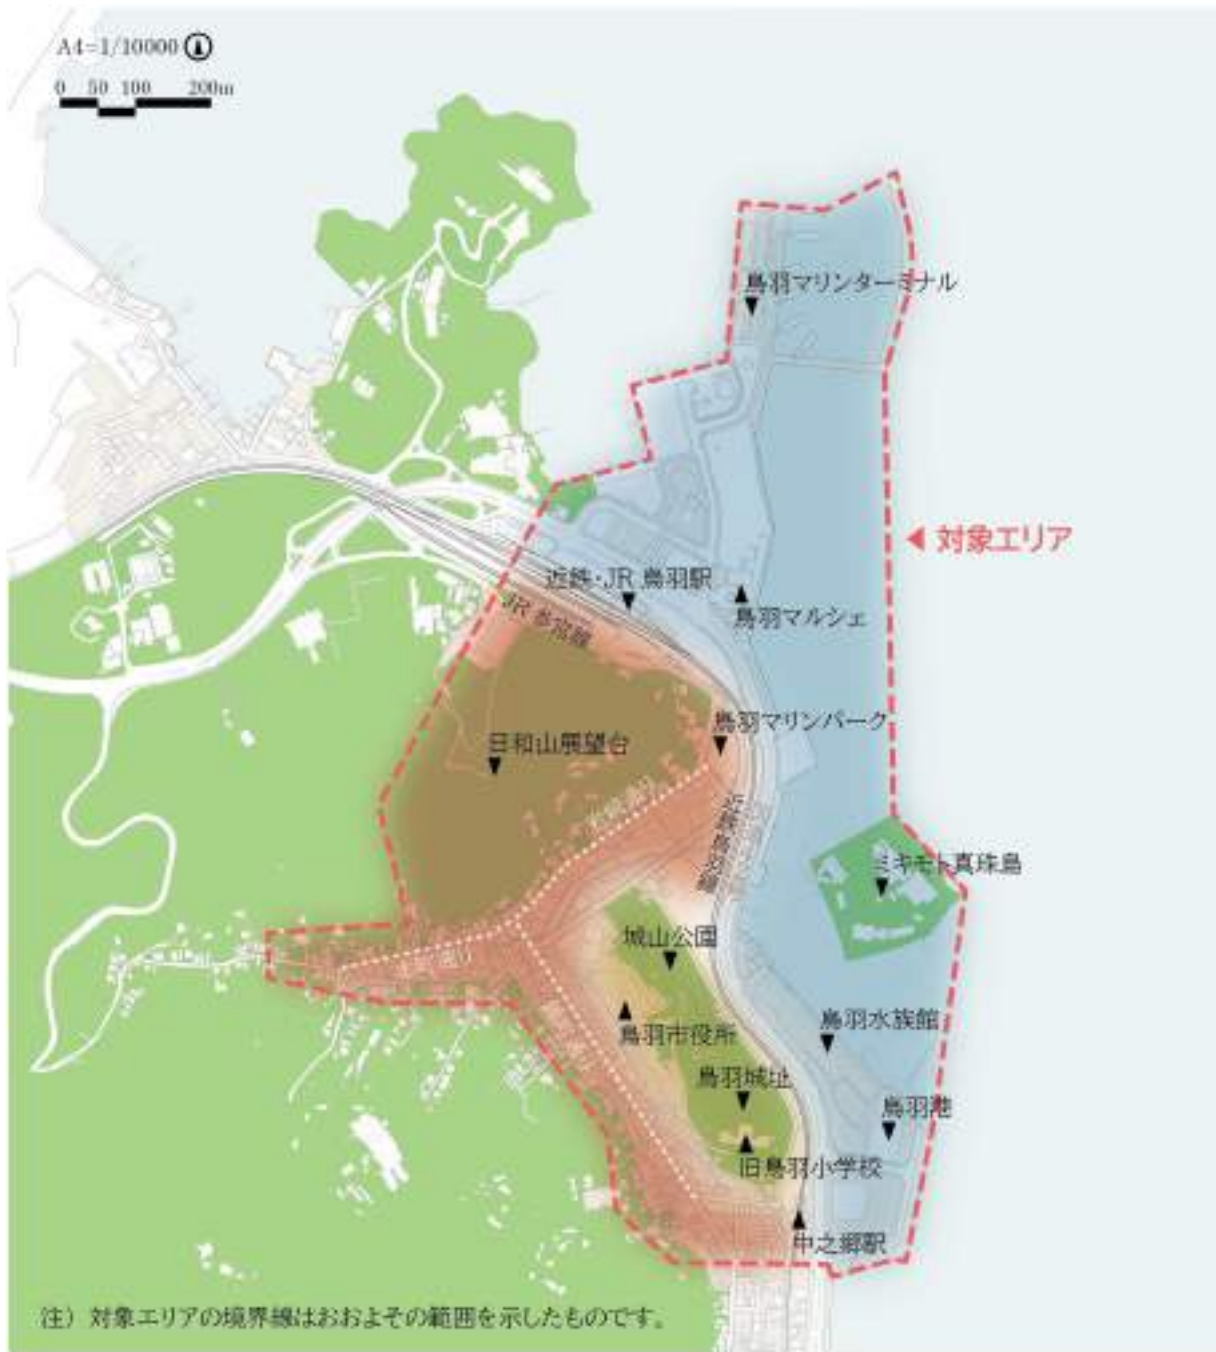 A4=1/10000
0 50 100 200m
鳥羽マリンターミナル
対象エリア
近鉄・JR 鳥羽駅
鳥羽マルシェ
JR 参宮線
鳥羽マリンパーク
日和山展望台
近鉄鳥羽線
ミキモト真珠島
城山公園
鳥羽水族館
鳥羽市役所
鳥羽城址
鳥羽港
旧鳥羽小学校
中之郷駅
注）対象エリアの境界線はおおよその範囲を示したものです。